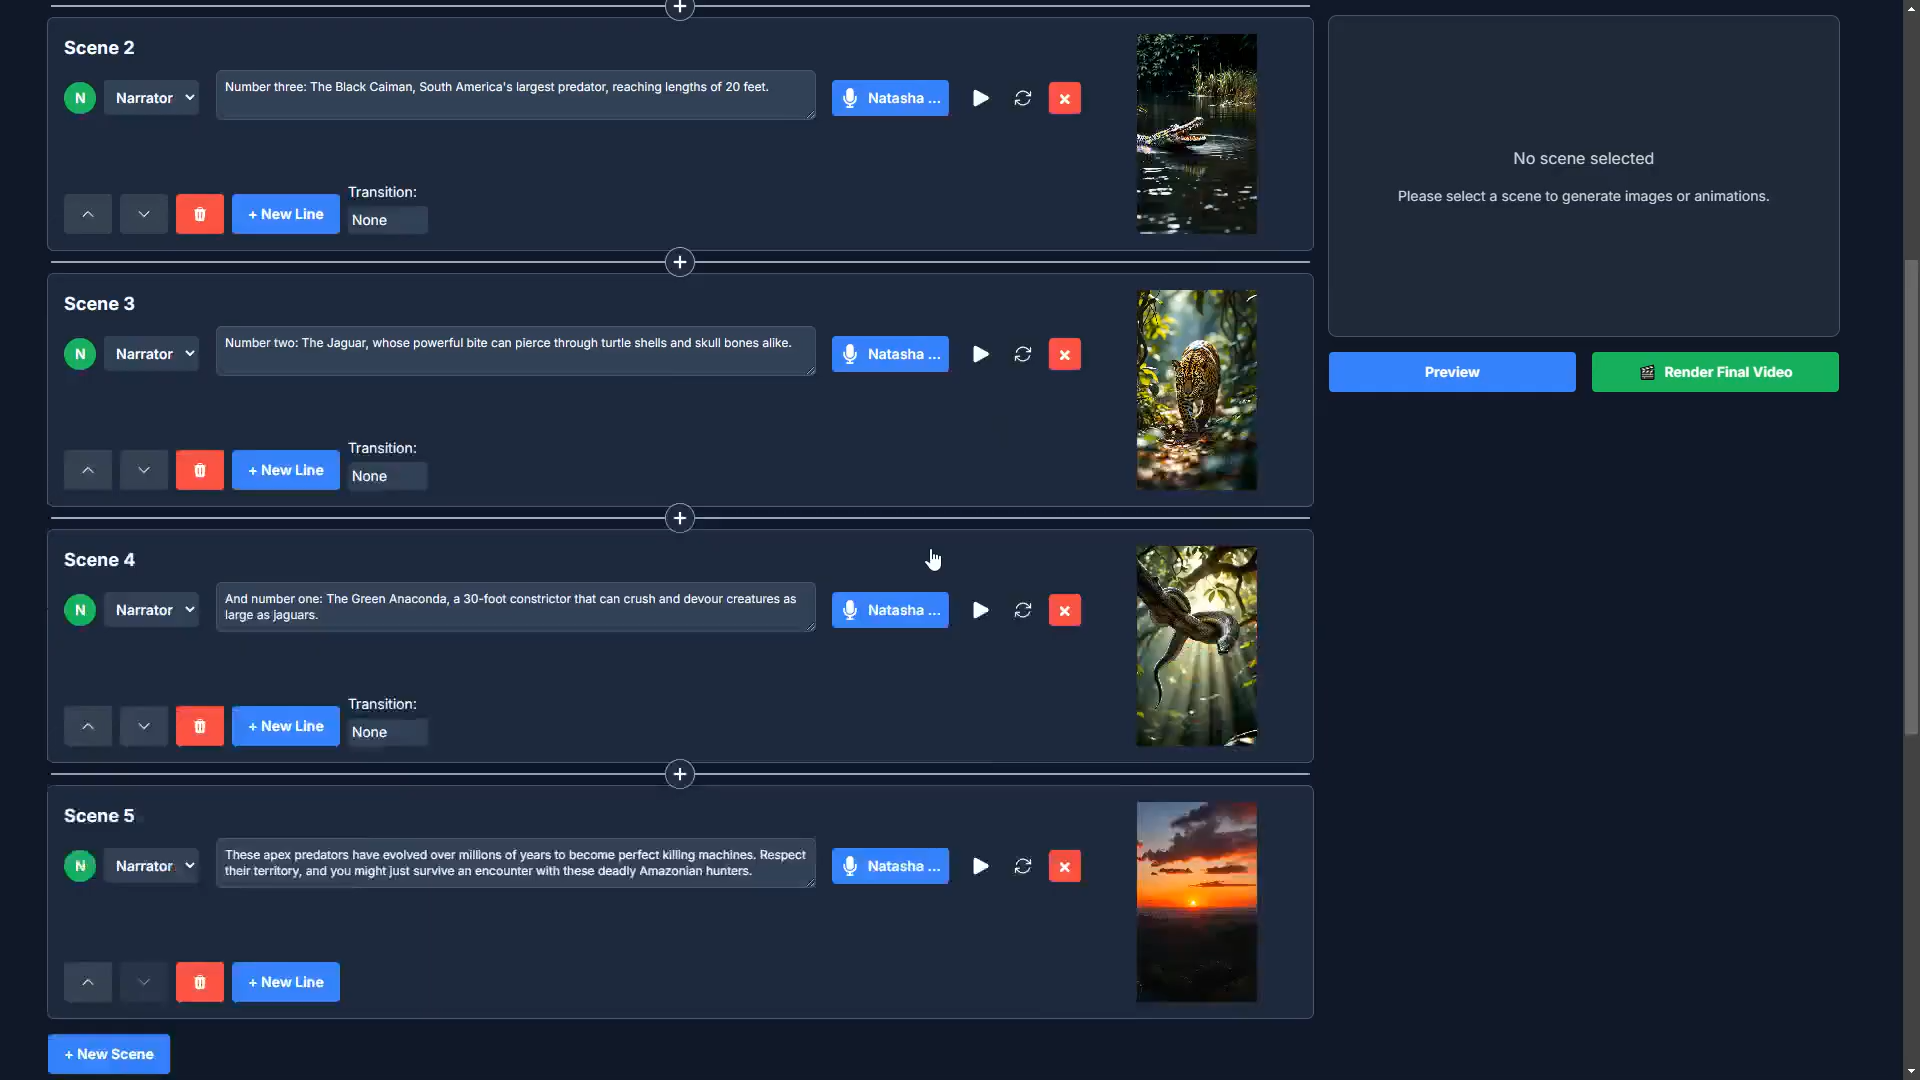 Scene 2
N Narrator Number three: The Black Caiman, South America's largest predator, reaching lengths of 20 feet. Natasha ...
Transition:
+ New Line None
Scene 3
N Narrator Number two: The Jaguar, whose powerful bite can pierce through turtle shells and skull bones alike. Natasha ...
Transition:
+ New Line None
Scene 4
N Narrator And number one: The Green Anaconda, a 30-foot constrictor that can crush and devour creatures as
large as jaguars.
Natasha ...
Transition:
+ New Line None
Scene 5
N Narrator These apex predators have evolved over millions of years to become perfect killing machines. Respect
their territory, and you might just survive an encounter with these deadly Amazonian hunters.
Natasha ...
+ New Line
+ New Scene
No scene selected
Please select a scene to generate images or animations.
Preview Render Final Video